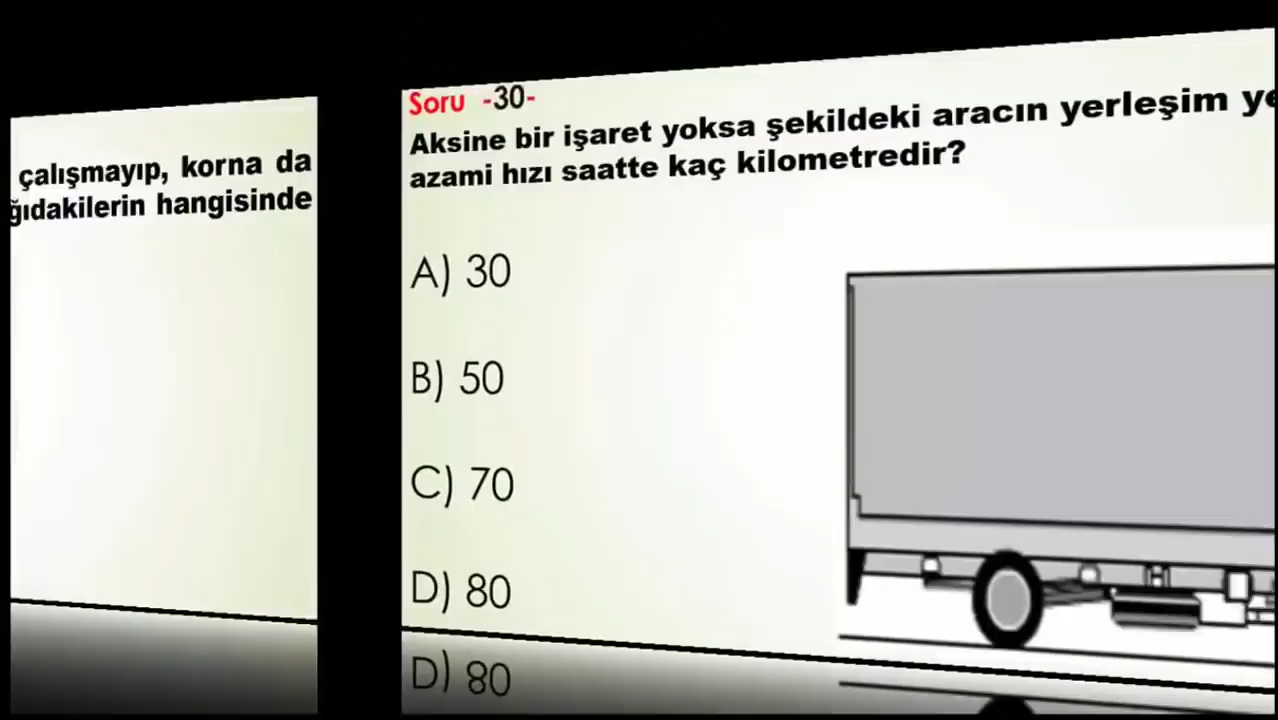 çalışmayıp, korna da
ğıdakilerin hangisinde
Soru -30-
Aksine bir işaret yoksa şekildeki aracın yerleşim ye
azami hızı saatte kaç kilometredir?
A) 30
B) 50
C) 70
D) 80
D) 80